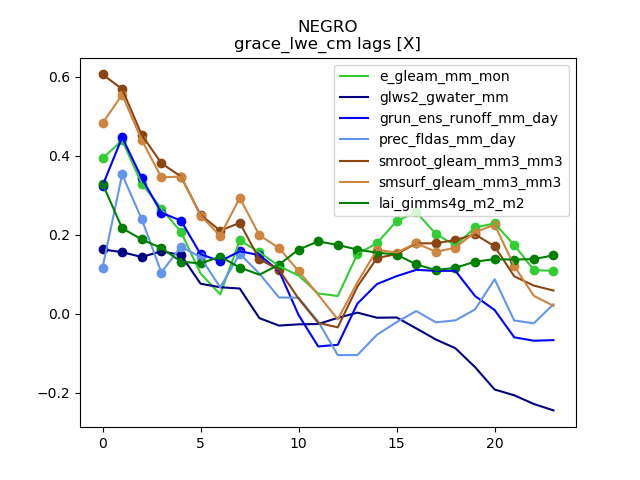 NEGRO
grace_lwe_cm lags [X]
e_gleam_mm_mon
glws2_gwater_mm
grun_ens_runoff_mm_day
prec_fldas_mm_day
smroot_gleam_mm3_mm3
smsurf_gleam_mm3_mm3
lai_gimms4g_m2_m2
0.6
0.4
0.2
0.0
−0.2
0 5 10 15 20